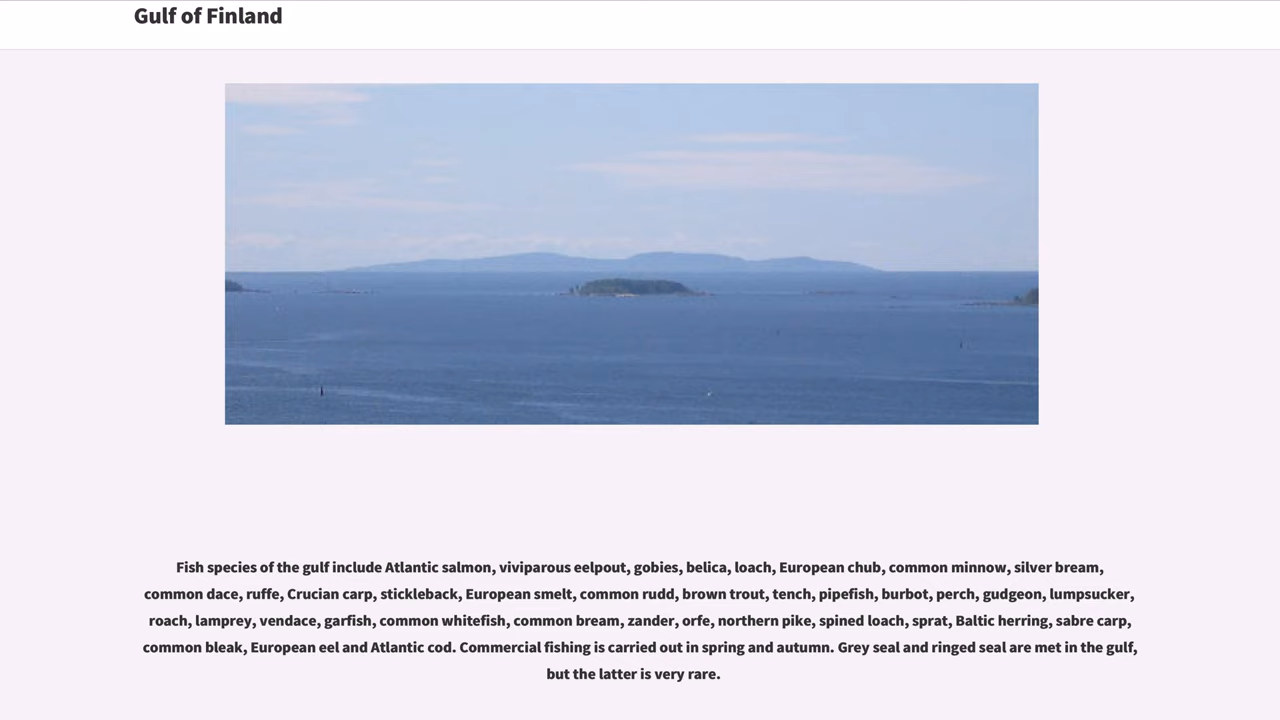 Gulf of Finland
Fish species of the gulf include Atlantic salmon, viviparous eelpout, gobies, belica, loach, European chub, common minnow, silver bream,
common dace, ruffe, Crucian carp, stickleback, European smelt, common rudd, brown trout, tench, pipefish, burbot, perch, gudgeon, lumpsucker,
roach, lamprey, vendace, garfish, common whitefish, common bream, zander, orfe, northern pike, spined loach, sprat, Baltic herring, sabre carp,
common bleak, European eel and Atlantic cod. Commercial fishing is carried out in spring and autumn. Grey seal and ringed seal are met in the gulf,
but the latter is very rare.